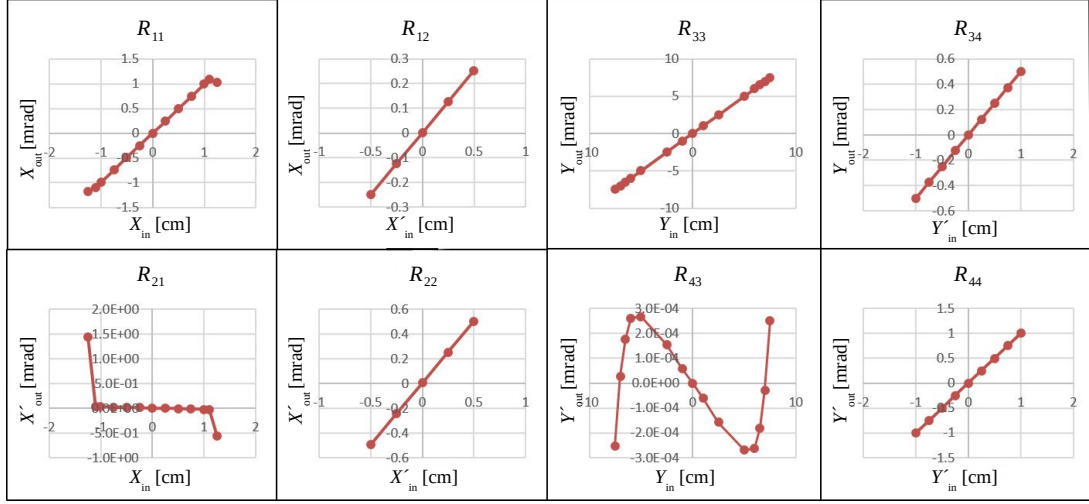 R11
1.5
1
0.5
0
-0.5
-1
-1.5
-2 -1 0 1 2
Xout [mrad]
Xin [cm]
R12
0.3
0.2
0.1
0
-0.1
-0.2
-0.3
-1 -0.5 0 0.5 1
Xout [mrad]
X´in [cm]
R33
10
5
0
-5
-10
-10 0 10
Yout [mrad]
Yin [cm]
R34
0.6
0.4
0.2
0
-0.2
-0.4
-0.6
-2 -1 0 1 2
Yout [mrad]
Y´in [cm]
R21
2.0E+00
1.5E+00
1.0E+00
5.0E-01
0.0E+00
-5.0E-01
-1.0E+00
-2 0 2
X´out [mrad]
Xin [cm]
R22
0.6
0.4
0.2
0
-0.2
-0.4
-0.6
-1 -0.5 0 0.5 1
X´out [mrad]
X´in [cm]
R43
3.0E-04
2.0E-04
1.0E-04
0.0E+00
-1.0E-04
-2.0E-04
-3.0E-04
-10 0 10
Y´out [mrad]
Yin [cm]
R44
1.5
1
0.5
0
-0.5
-1
-1.5
-2 -1 0 1 2
Y´out [mrad]
Y´in [cm]